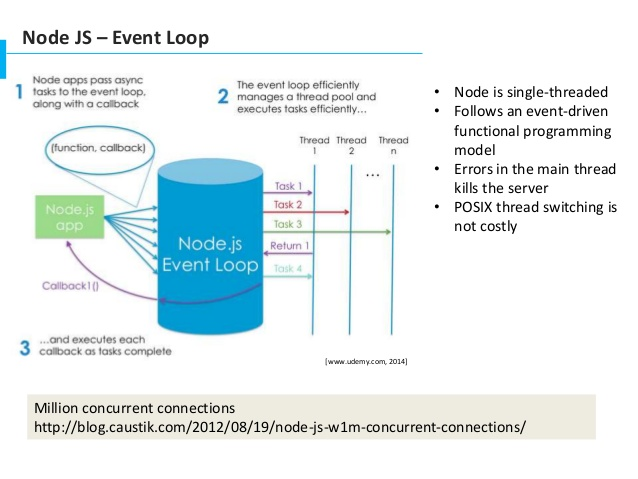 Node JS – Event Loop
1
Node apps pass async
tasks to the event loop,
along with a callback
2
The event loop efficiently
manages a thread pool and
executes tasks efficiently…
(function, callback)
Thread
1
Thread
2
Thread
n
...
Node.js
app
Node.js
Event Loop
Task 1
Task 2
Task 3
Return 1
Task 4
Callback1()
3
…and executes each
callback as tasks complete
[www.udemy.com, 2014]
• Node is single-threaded
• Follows an event-driven
functional programming
model
• Errors in the main thread
kills the server
• POSIX thread switching is
not costly
Million concurrent connections
http://blog.caustik.com/2012/08/19/node-js-w1m-concurrent-connections/